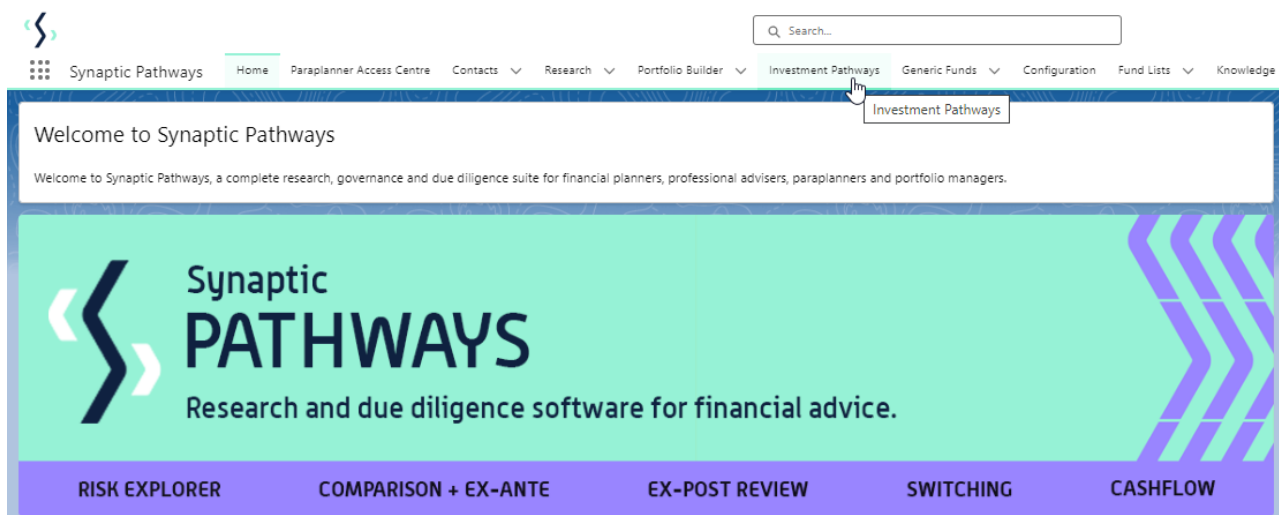 Search...
Synaptic Pathways Home Paraplanner Access Centre Contacts Research Portfolio Builder Investment Pathways Generic Funds Configuration Fund Lists Knowledge
Investment Pathways
Welcome to Synaptic Pathways
Welcome to Synaptic Pathways, a complete research, governance and due diligence suite for financial planners, professional advisers, paraplanners and portfolio managers.
Synaptic
PATHWAYS
Research and due diligence software for financial advice.
RISK EXPLORER COMPARISON + EX-ANTE EX-POST REVIEW SWITCHING CASHFLOW